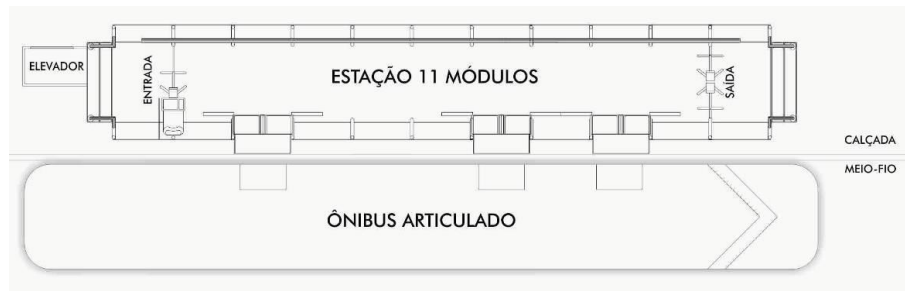 ELEVADOR
ENTRADA
ESTAÇÃO 11 MÓDULOS
SAÍDA
CALÇADA
MEIO-FIO
ÔNIBUS ARTICULADO